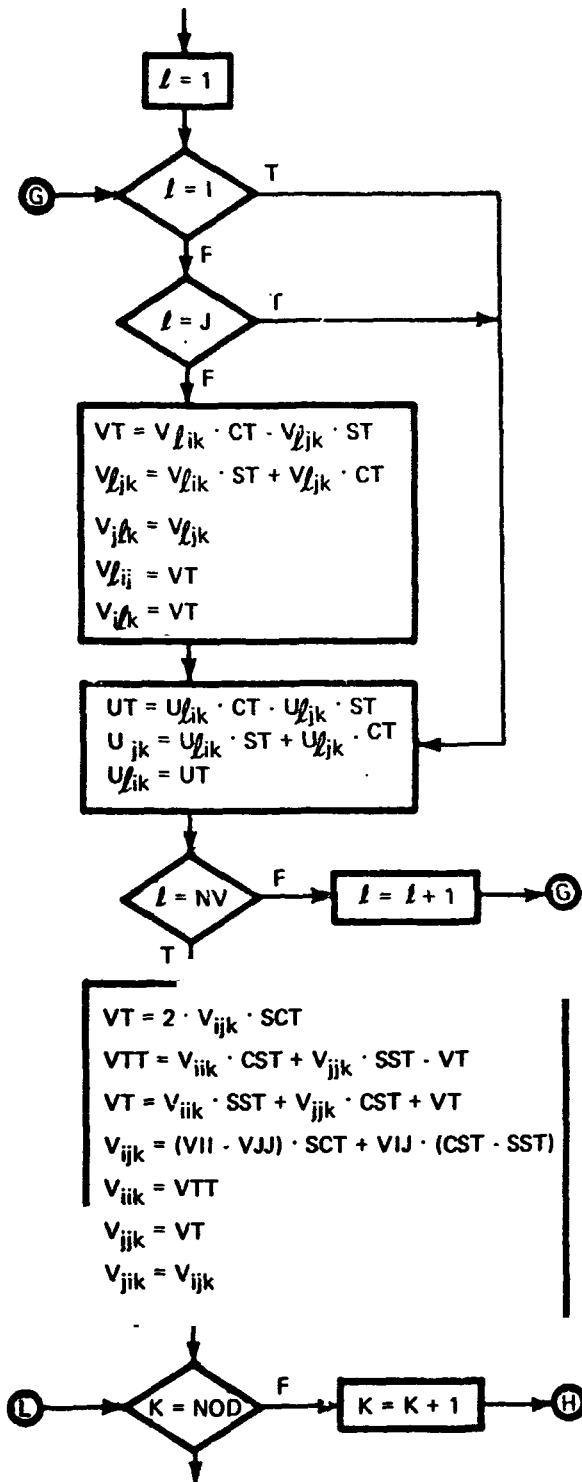 ℓ = 1
G
ℓ = I
T
F
ℓ = J
T
F
VT = Vℓik · CT - Vℓjk · ST
Vℓjk = Vℓik · ST + Vℓjk · CT
Vjℓk = Vℓjk
Vℓij = VT
Viℓk = VT
UT = Uℓik · CT - Uℓjk · ST
U jk = Uℓik · ST + Uℓjk · CT
Uℓik = UT
ℓ = NV
F
ℓ = ℓ + 1
G
T
VT = 2 · Vijk · SCT
VTT = Viik · CST + Vjjk · SST - VT
VT = Viik · SST + Vjjk · CST + VT
Vijk = (VII - VJJ) · SCT + VIJ · (CST - SST)
Viik = VTT
Vjjk = VT
Vjik = Vijk
L
K = NOD
F
K = K + 1
H